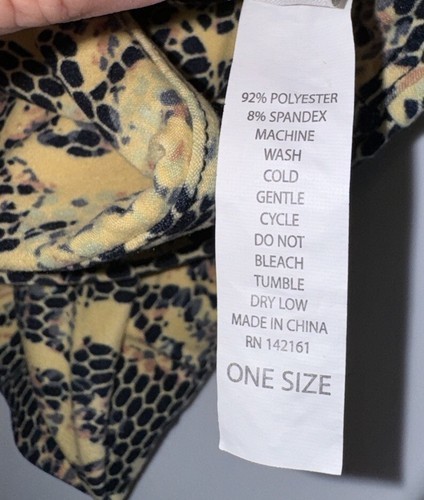 92% POLYESTER
8% SPANDEX
MACHINE
WASH
COLD
GENTLE
CYCLE
DO NOT
BLEACH
TUMBLE
DRY LOW
MADE IN CHINA
RN 142161
ONE SIZE